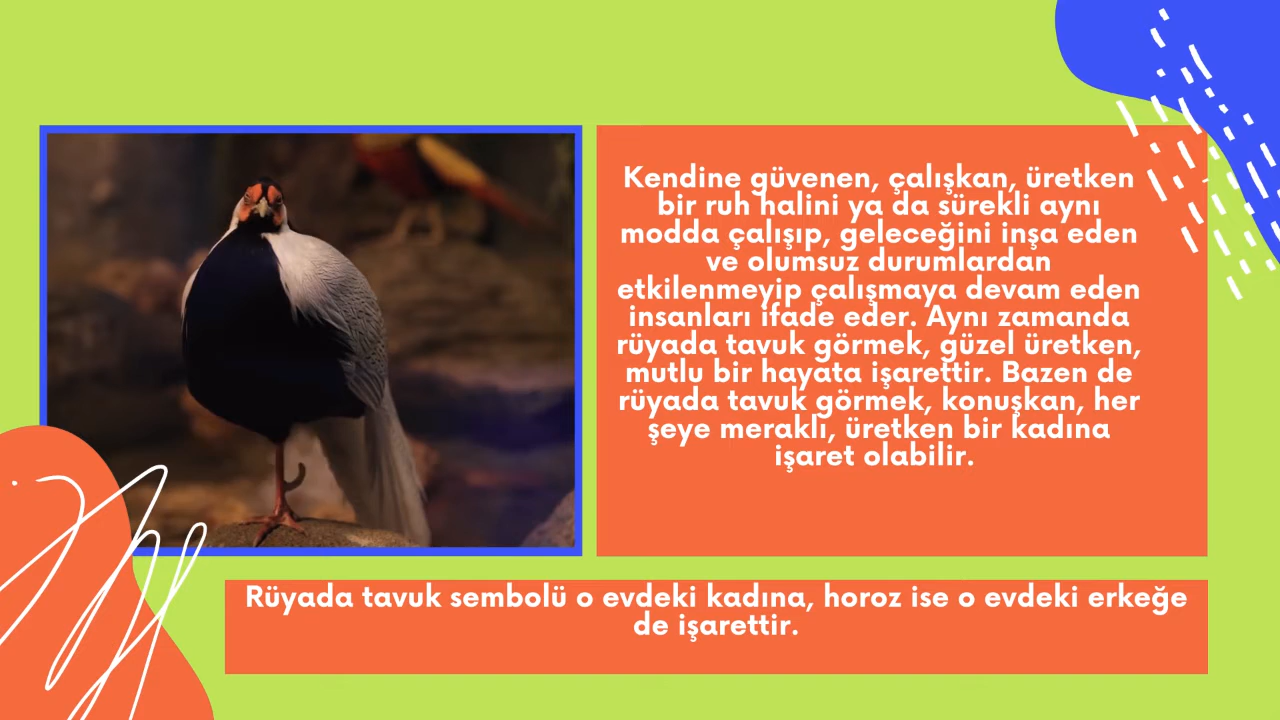 Kendine güvenen, çalışkan, üretken
bir ruh halini ya da sürekli aynı
modda çalışıp, geleceğini inşa eden
ve olumsuz durumlardan
etkilenmeyip çalışmaya devam eden
insanları ifade eder. Aynı zamanda
rüyada tavuk görmek, güzel üretken,
mutlu bir hayata işarettir. Bazen de
rüyada tavuk görmek, konuşkan, her
şeye meraklı, üretken bir kadına
işaret olabilir.
Rüyada tavuk sembolü o evdeki kadına, horoz ise o evdeki erkeğe
de işarettir.